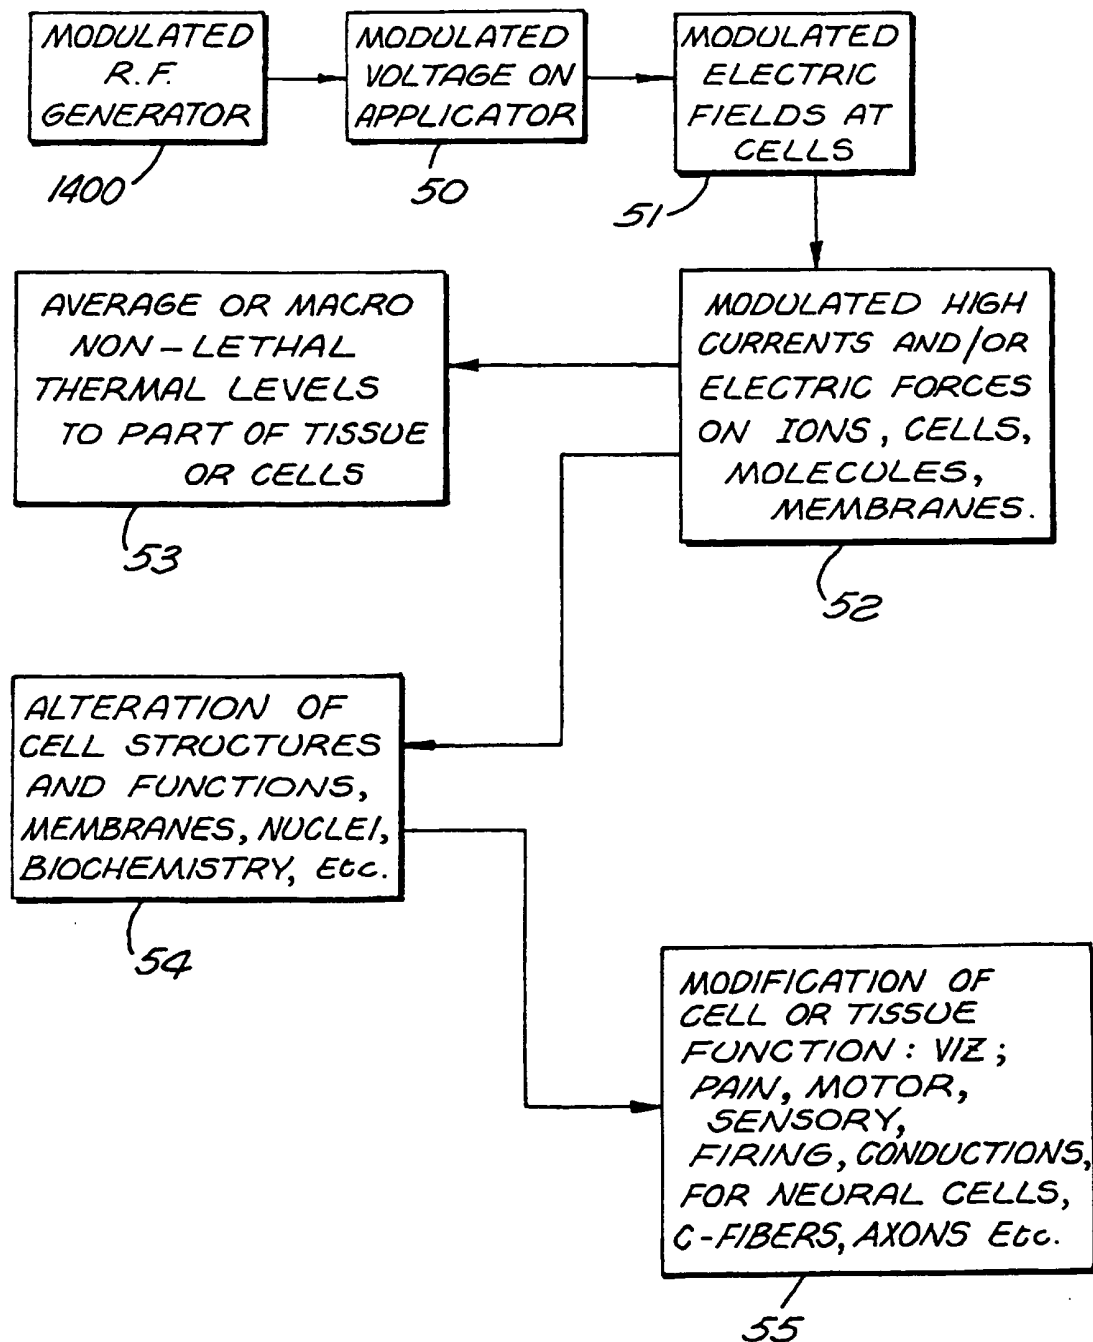 MODULATED
R.F.
GENERATOR
1400
MODULATED
VOLTAGE ON
APPLICATOR
50
MODULATED
ELECTRIC
FIELDS AT
CELLS
51
AVERAGE OR MACRO
NON-LETHAL
THERMAL LEVELS
TO PART OF TISSUE
OR CELLS
53
MODULATED HIGH
CURRENTS AND/OR
ELECTRIC FORCES
ON IONS, CELLS,
MOLECULES,
MEMBRANES.
52
ALTERATION OF
CELL STRUCTURES
AND FUNCTIONS,
MEMBRANES, NUCLEI,
BIOCHEMISTRY, Etc.
54
MODIFICATION OF
CELL OR TISSUE
FUNCTION: VIZ;
PAIN, MOTOR,
SENSORY,
FIRING, CONDUCTIONS,
FOR NEURAL CELLS,
C-FIBERS, AXONS Etc.
55